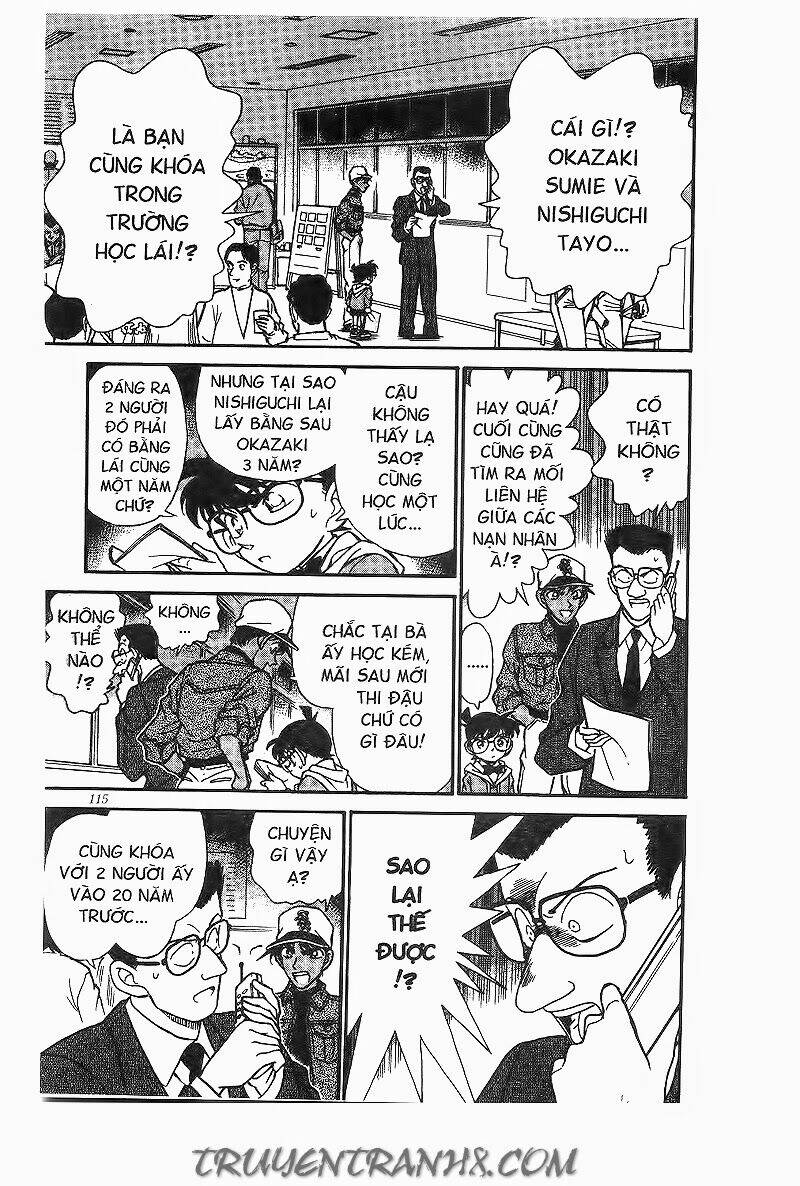 CÁI GÌ!?
OKAZAKI
SUMIE VÀ
NISHIGUCHI
TAYO...
LÀ BẠN
CÙNG KHÓA
TRONG
TRƯỜNG
HỌC LÁI!?
CÓ
THẬT
KHÔNG
?
HAY QUÁ!
CUỐI CÙNG
CŨNG ĐÃ
TÌM RA MỐI
LIÊN HỆ
GIỮA CÁC
NẠN NHÂN
À!?
......
CẬU
KHÔNG
THẤY LẠ
SAO?
CÙNG
HỌC MỘT
LÚC...
NHƯNG TẠI SAO
NISHIGUCHI LẠI
LẤY BẰNG SAU
OKAZAKI
3 NĂM?
ĐÁNG RA
2 NGƯỜI
ĐÓ PHẢI
CÓ BẰNG
LÁI CÙNG
MỘT NĂM
CHỨ?
CHẮC TẠI BÀ
ẤY HỌC KÉM,
MÃI SAU MỚI
THI ĐẬU
CHỨ CÓ
GÌ ĐÂU!
KHÔNG
...
KHÔNG
THỂ
NÀO
!?
115
SAO
LẠI
THẾ
ĐƯỢC
!?
CHUYỆN
GÌ VẬY
Ạ?
CÙNG KHÓA
VỚI 2 NGƯỜI ẤY
VÀO 20 NĂM
TRƯỚC...
TRUYENTRANH8.COM